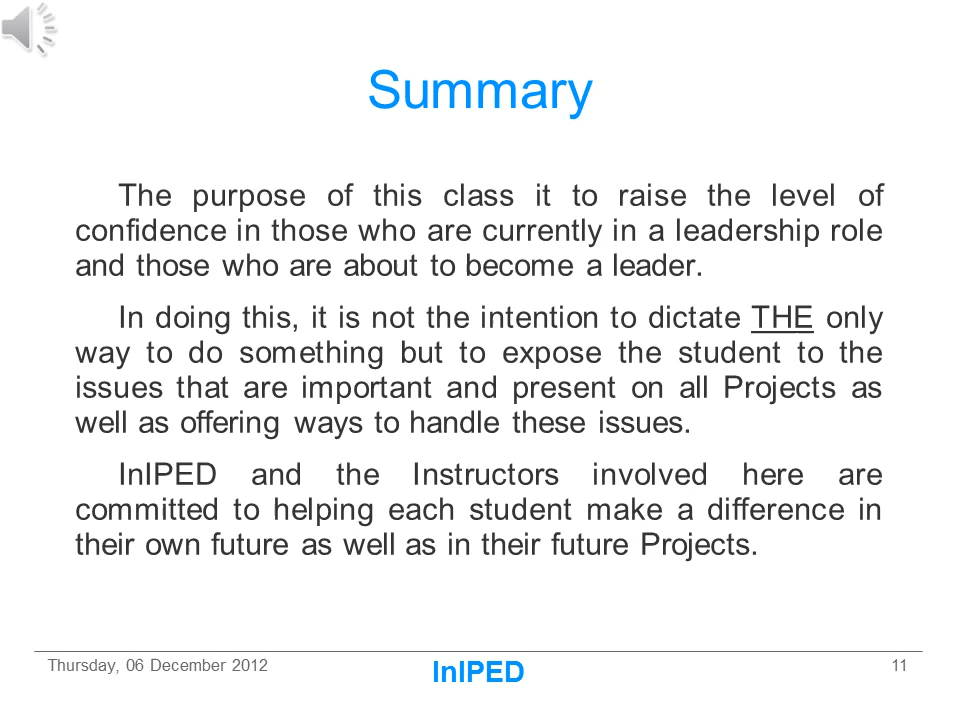 Summary
The purpose of this class it to raise the level of
confidence in those who are currently in a leadership role
and those who are about to become a leader.
In doing this, it is not the intention to dictate THE only
way to do something but to expose the student to the
issues that are important and present on all Projects as
well as offering ways to handle these issues.
InIPED and the Instructors involved here are
committed to helping each student make a difference in
their own future as well as in their future Projects.
Thursday, 06 December 2012
InIPED
11